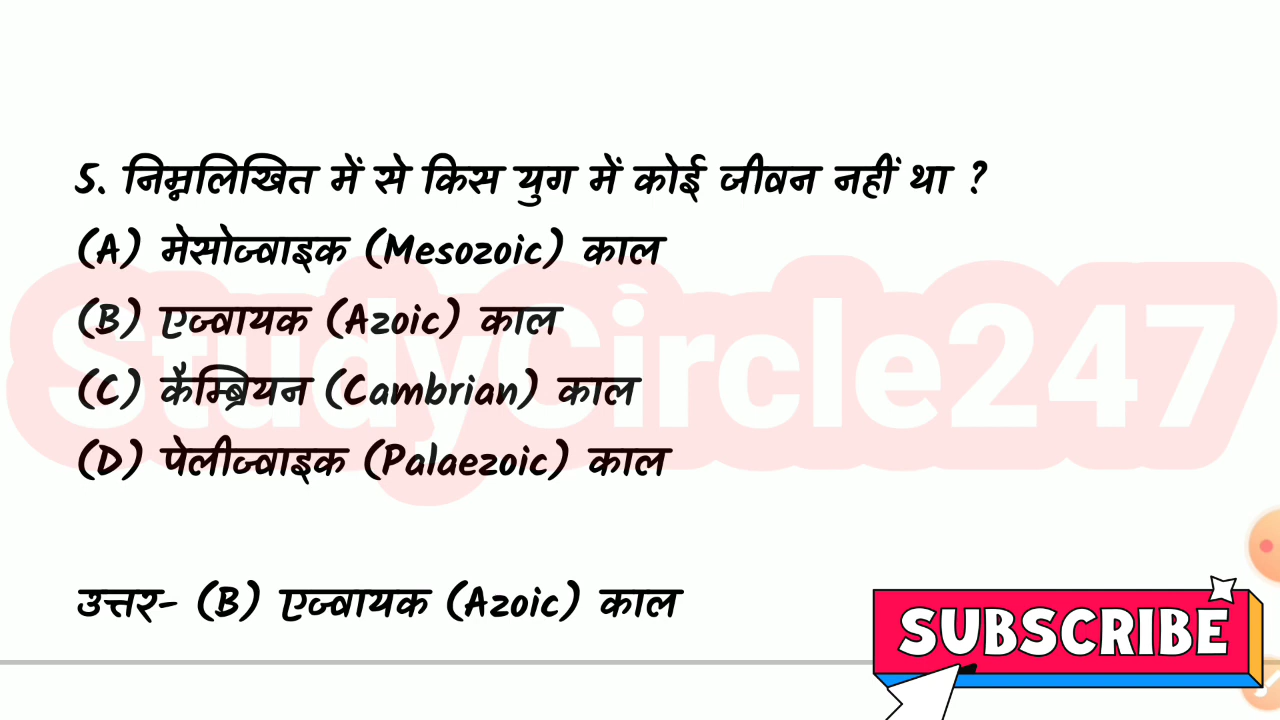 5. निम्नलिखित में से किस युग में कोई जीवन नहीं था ?
(A) मेसोज्वाइक (Mesozoic) काल
(B) एज्वायक (Azoic) काल
(C) कैम्ब्रियन (Cambrian) काल
(D) पेलीज्वाइक (Palaezoic) काल
StudyCircle247
उत्तर- (B) एज्वायक (Azoic) काल
SUBSCRIBE